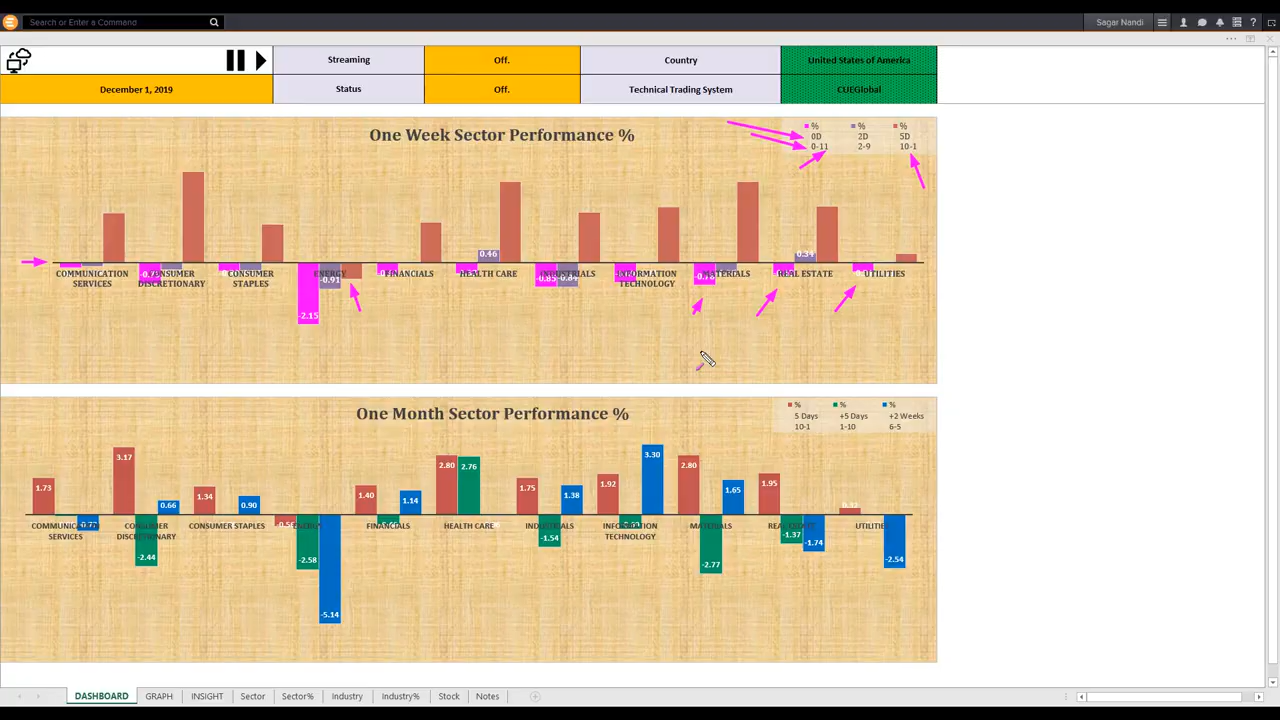 Search or Enter a Command
Sagar Nandi
Streaming
Off.
Country
United States of America
December 1, 2019
Status
Off.
Technical Trading System
CUEGlobal
One Week Sector Performance %
% % %
0D 2D 5D
0-11 2-9 10-1
0.46
0.34
COMMUNICATION SERVICES
CONSUMER DISCRETIONARY
CONSUMER STAPLES
ENERGY
FINANCIALS
HEALTH CARE
INDUSTRIALS
INFORMATION TECHNOLOGY
MATERIALS
REAL ESTATE
UTILITIES
-0.91
-2.15
One Month Sector Performance %
% % %
5 Days +5 Days +2 Weeks
10-1 1-10 6-5
1.73
3.17
0.66
1.34
0.90
1.40
1.14
2.80
2.76
1.75
1.38
1.92
3.30
2.80
1.65
1.95
0.32
COMMUNICATION SERVICES
CONSUMER DISCRETIONARY
CONSUMER STAPLES
ENERGY
FINANCIALS
HEALTH CARE
INDUSTRIALS
INFORMATION TECHNOLOGY
MATERIALS
REAL ESTATE
UTILITIES
-2.44
-2.58
-5.14
-1.54
-2.77
-1.37
-1.74
-2.54
DASHBOARD
GRAPH
INSIGHT
Sector
Sector%
Industry
Industry%
Stock
Notes